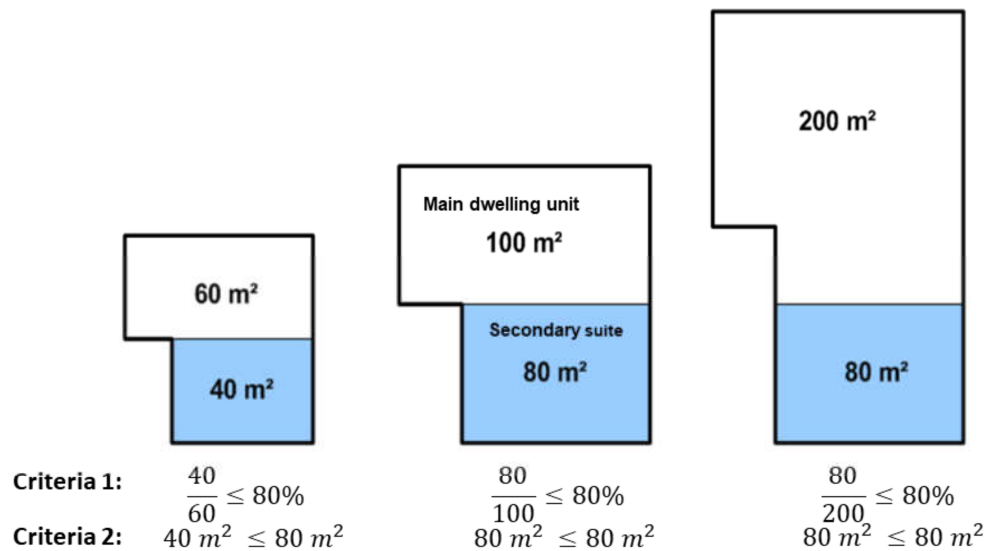 200 m²
Main dwelling unit
100 m²
60 m²
Secondary suite
40 m²
80 m²
80 m²
Criteria 1: 40/60 ≤ 80% 80/100 ≤ 80% 80/200 ≤ 80%
Criteria 2: 40 m² ≤ 80 m² 80 m² ≤ 80 m² 80 m² ≤ 80 m²